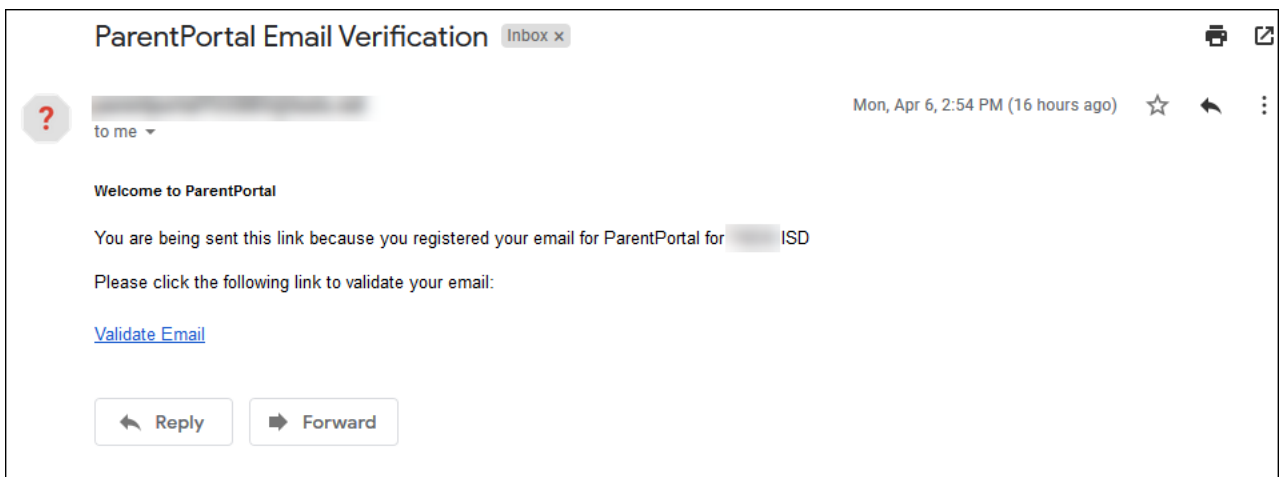 ParentPortal Email Verification Inbox x
Mon, Apr 6, 2:54 PM (16 hours ago)
to me
Welcome to ParentPortal
You are being sent this link because you registered your email for ParentPortal for ISD
Please click the following link to validate your email:
Validate Email
Reply Forward